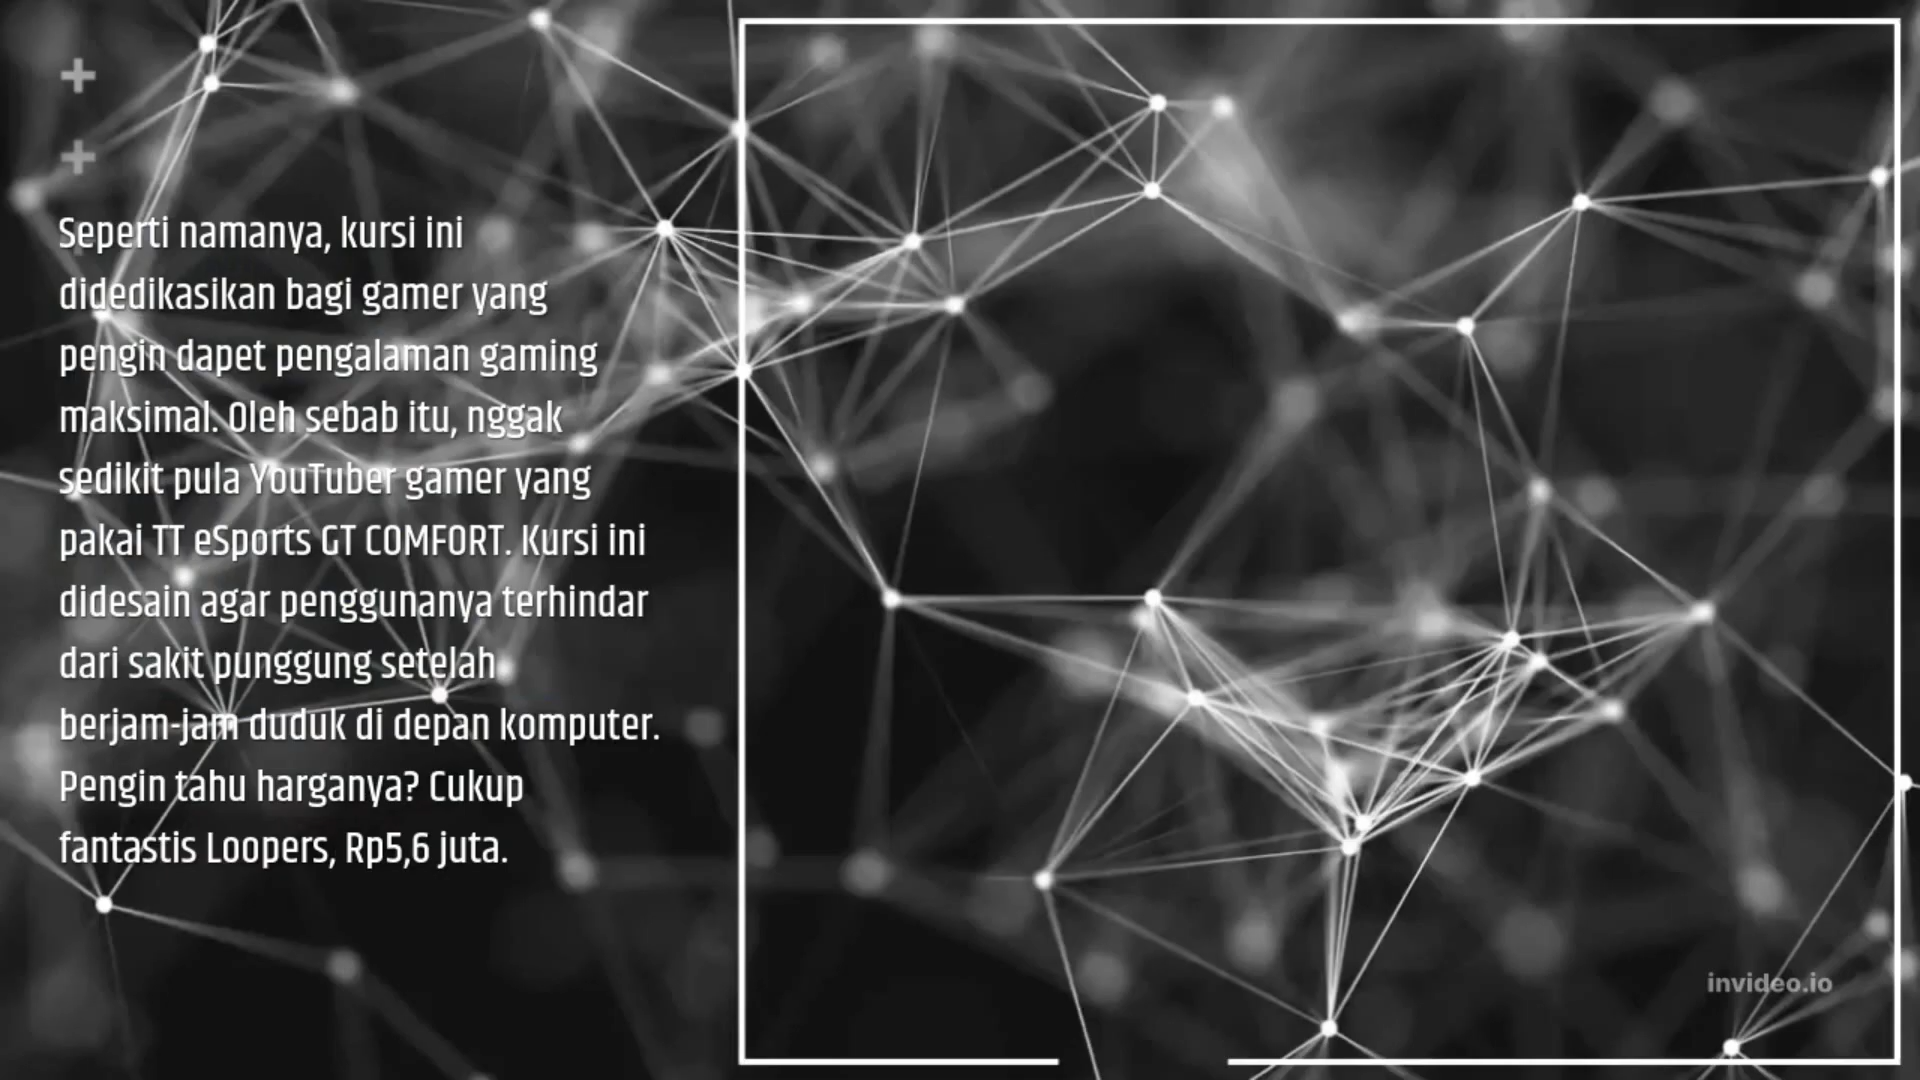 Seperti namanya, kursi ini
didedikasikan bagi gamer yang
pengin dapet pengalaman gaming
maksimal. Oleh sebab itu, nggak
sedikit pula YouTuber gamer yang
pakai TT eSports GT COMFORT. Kursi ini
didesain agar penggunanya terhindar
dari sakit punggung setelah
berjam-jam duduk di depan komputer.
Pengin tahu harganya? Cukup
fantastis Loopers, Rp5,6 juta.
invideo.io